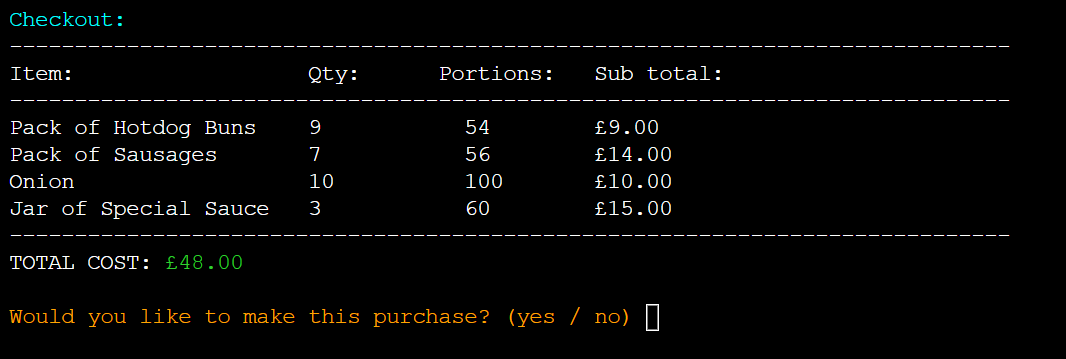 Checkout:
-----------------------------------------------------------------------------
Item:                  Qty:      Portions:   Sub total:
-----------------------------------------------------------------------------
Pack of Hotdog Buns    9           54        £9.00
Pack of Sausages       7           56        £14.00
Onion                  10          100       £10.00
Jar of Special Sauce   3           60        £15.00
-----------------------------------------------------------------------------
TOTAL COST: £48.00
Would you like to make this purchase? (yes / no)